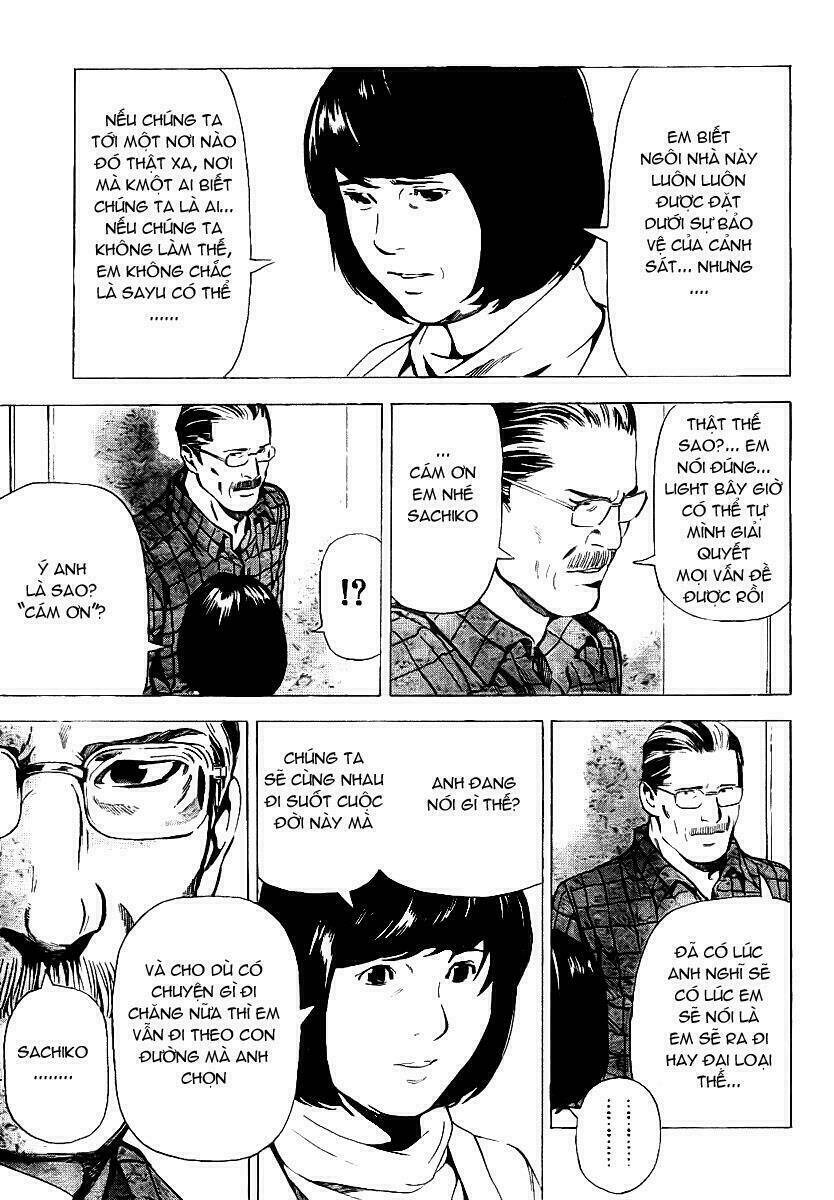 EM BIẾT
NGÔI NHÀ NÀY
LUÔN LUÔN
ĐƯỢC ĐẶT
DƯỚI SỰ BẢO
VỆ CỦA CẢNH
SÁT... NHƯNG
....
NẾU CHÚNG TA
TỚI MỘT NƠI NÀO
ĐÓ THẬT XA, NƠI
MÀ KMỘT AI BIẾT
CHÚNG TA LÀ AI...
NẾU CHÚNG TA
KHÔNG LÀM THẾ,
EM KHÔNG CHẮC
LÀ SAYU CÓ THỂ
......
THẬT THẾ
SAO?... EM
NÓI ĐÚNG...
LIGHT BÂY GIỜ
CÓ THỂ TỰ
MÌNH GIẢI
QUYẾT
MỌI VẤN ĐỀ
ĐƯỢC RỒI
...
CÁM ƠN
EM NHÉ
SACHIKO
!?
Ý ANH
LÀ SAO?
"CÁM ƠN"?
ĐÃ CÓ LÚC
ANH NGHĨ SẼ
CÓ LÚC EM
SẼ NÓI LÀ
EM SẼ RA ĐI
HAY ĐẠI LOẠI
THẾ...
.........
ANH ĐANG
NÓI GÌ THẾ?
CHÚNG TA
SẼ CÙNG NHAU
ĐI SUỐT CUỘC
ĐỜI NÀY MÀ
VÀ CHO DÙ CÓ
CHUYỆN GÌ ĐI
CHĂNG NỮA THÌ EM
VẪN ĐI THEO CON
ĐƯỜNG MÀ ANH
CHỌN
SACHIKO
........